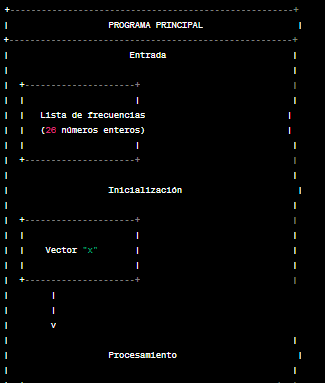 PROGRAMA PRINCIPAL
Entrada
Lista de frecuencias
(26 números enteros)
Inicialización
Vector "x"
v
Procesamiento